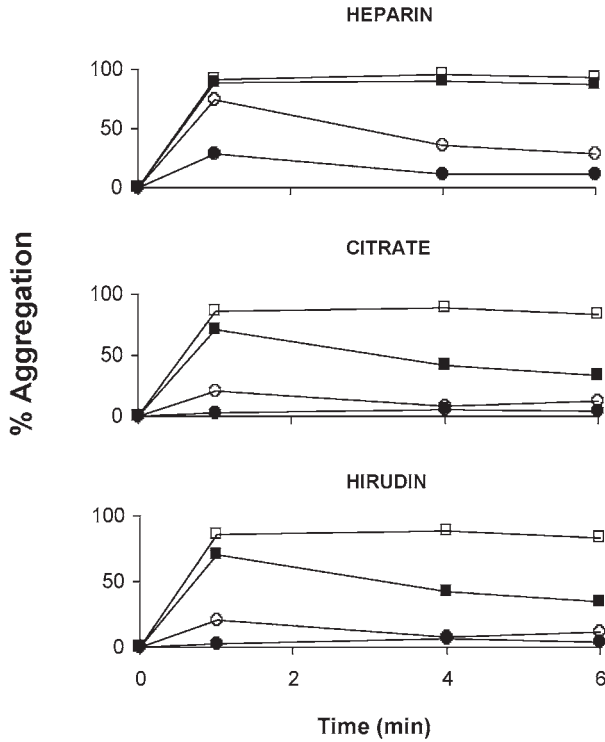 HEPARIN
100
50
0
CITRATE
100
50
0
% Aggregation
HIRUDIN
100
50
0
0 2 4 6
Time (min)